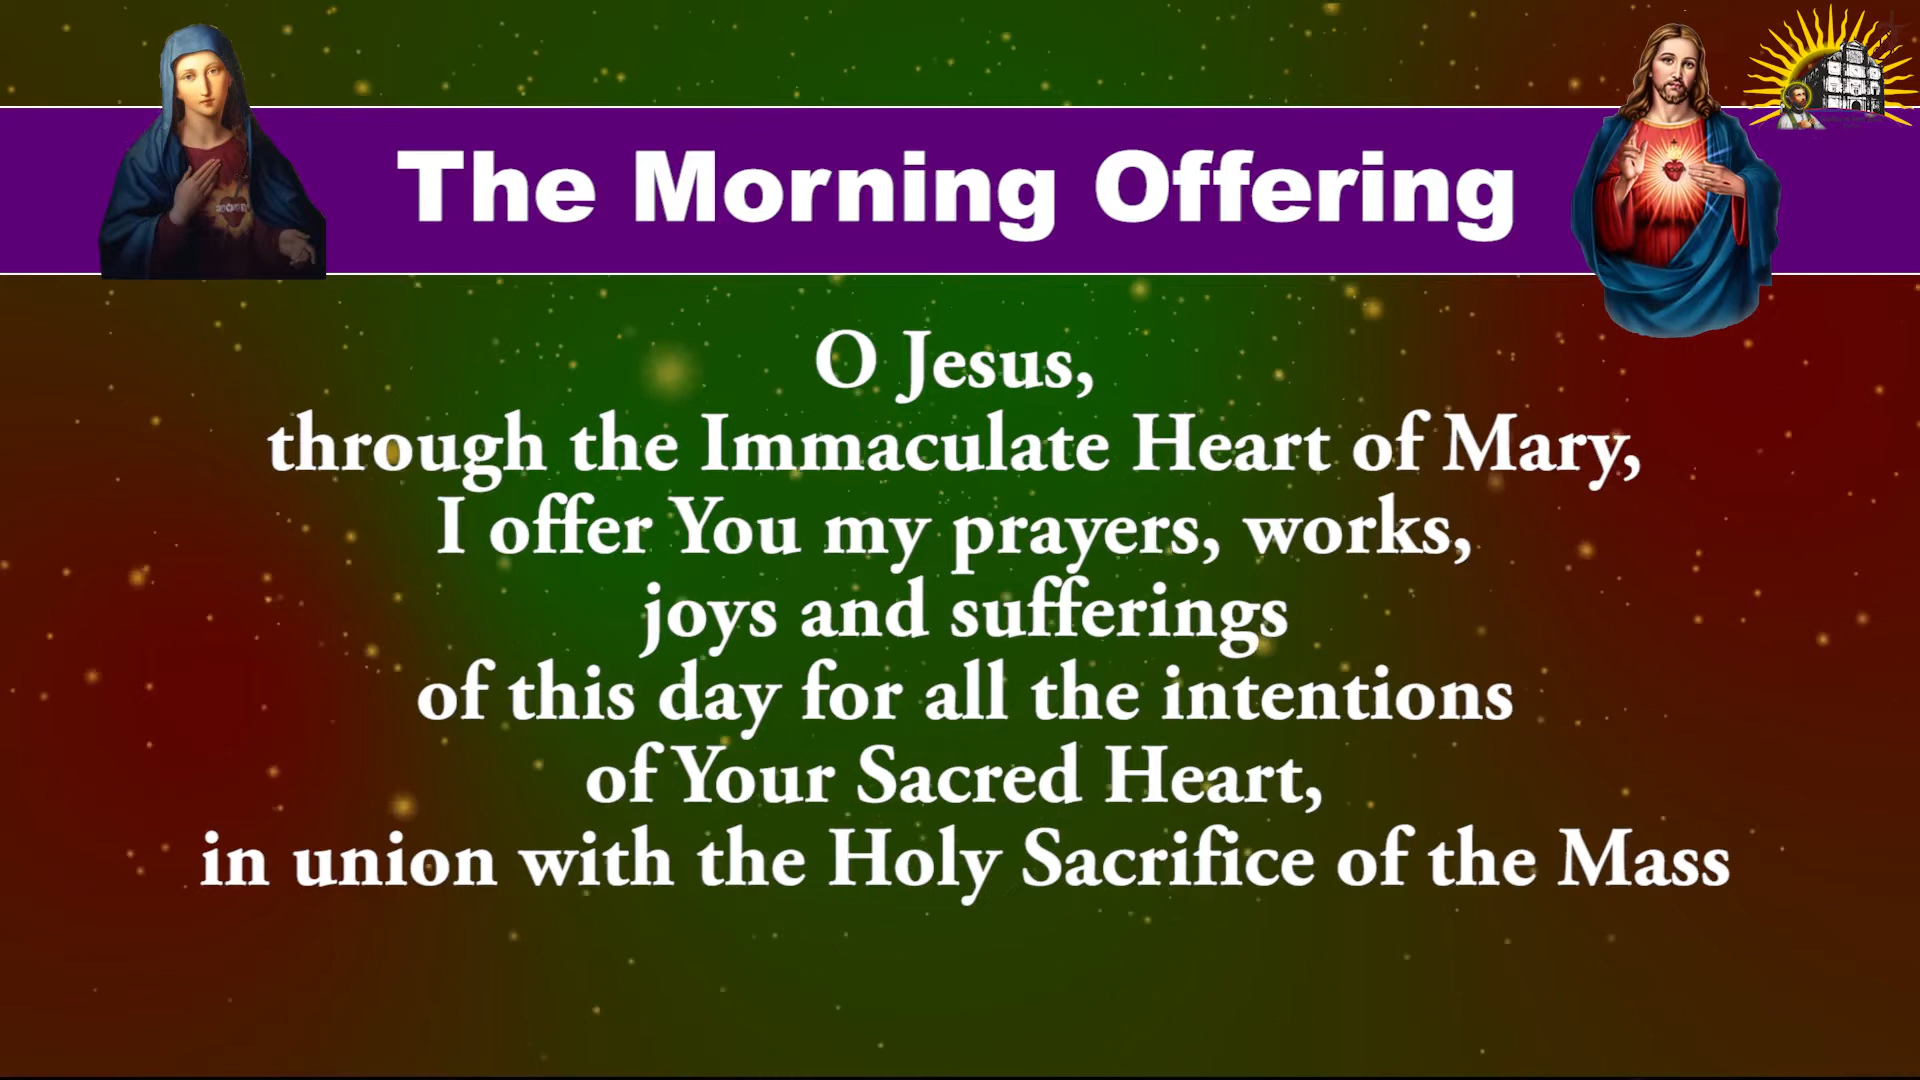 The Morning Offering
O Jesus,
through the Immaculate Heart of Mary,
I offer You my prayers, works,
joys and sufferings
of this day for all the intentions
of Your Sacred Heart,
in union with the Holy Sacrifice of the Mass